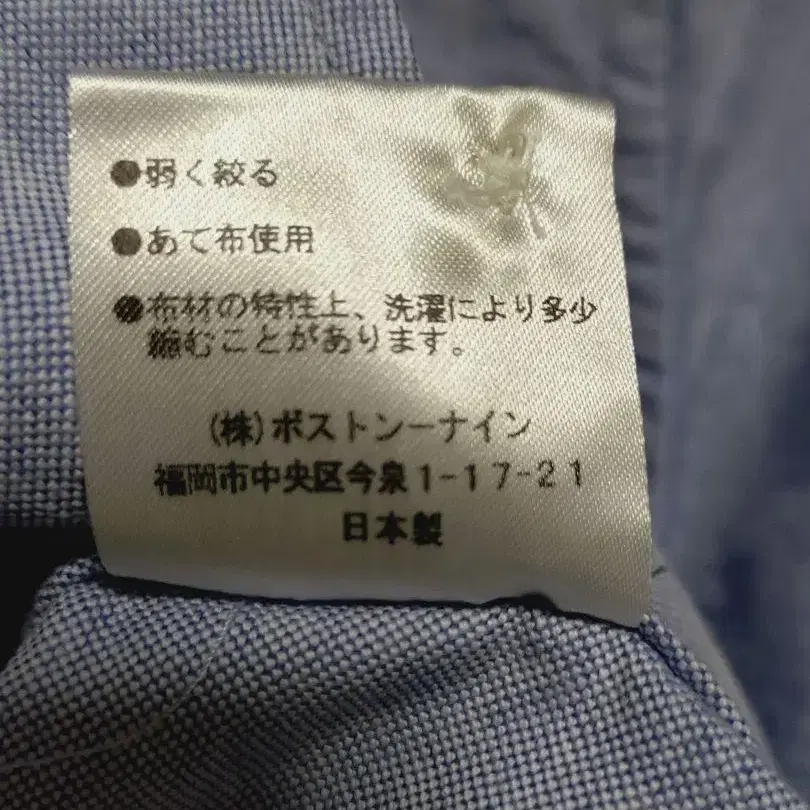 ●弱く絞る
●あて布使用
●布材の特性上、洗濯により多少
縮むことがあります。
(株)ボストンーナイン
福岡市中央区今泉1-17-21
日本製